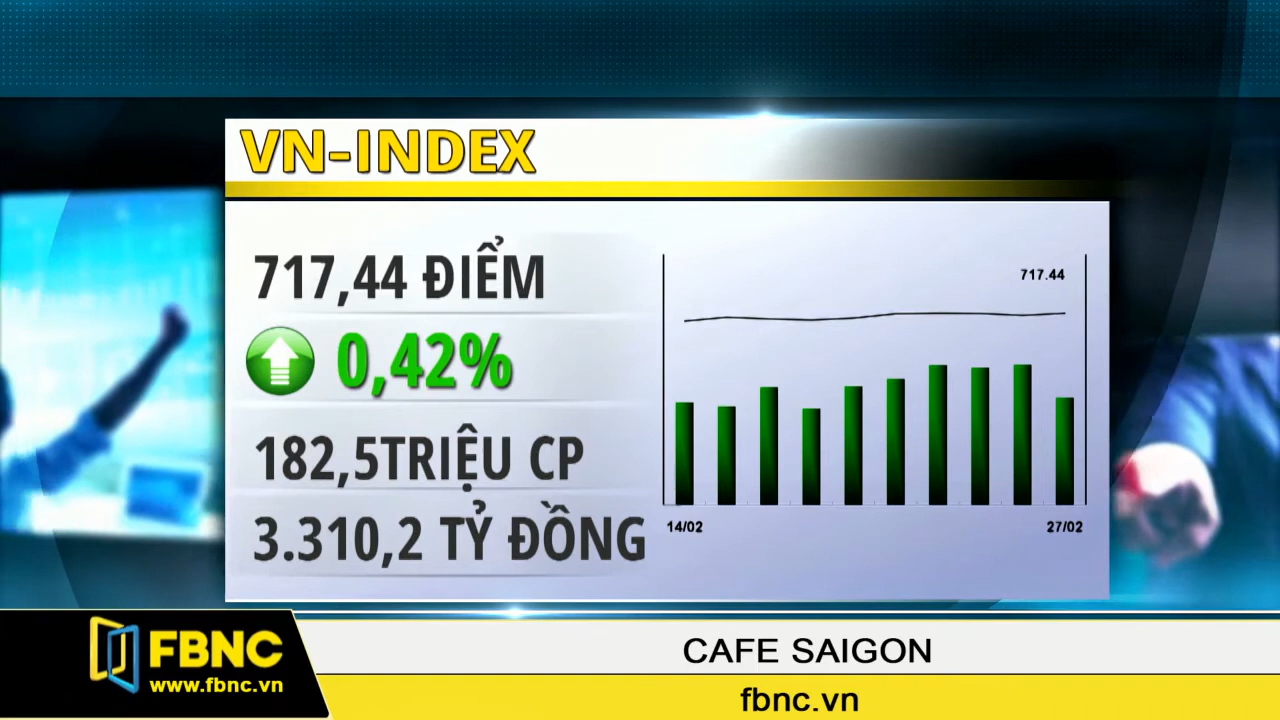 VN-INDEX
717,44 ĐIỂM
0,42%
182,5TRIỆU CP
3.310,2 TỶ ĐỒNG
717.44
14/02
27/02
FBNC
www.fbnc.vn
CAFE SAIGON
fbnc.vn